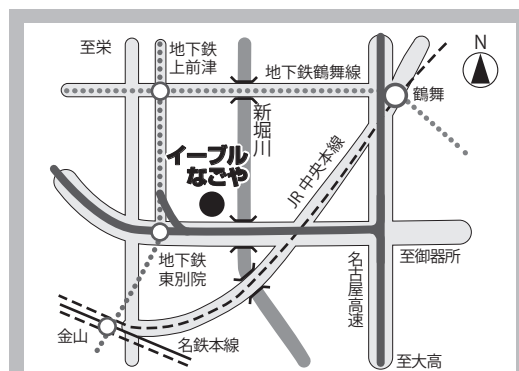 至栄
地下鉄
上前津
地下鉄鶴舞線
N
鶴舞
新堀川
イーブル
なごや
JR中央本線
地下鉄
東別院
名古屋高速
至御器所
金山
名鉄本線
至大高